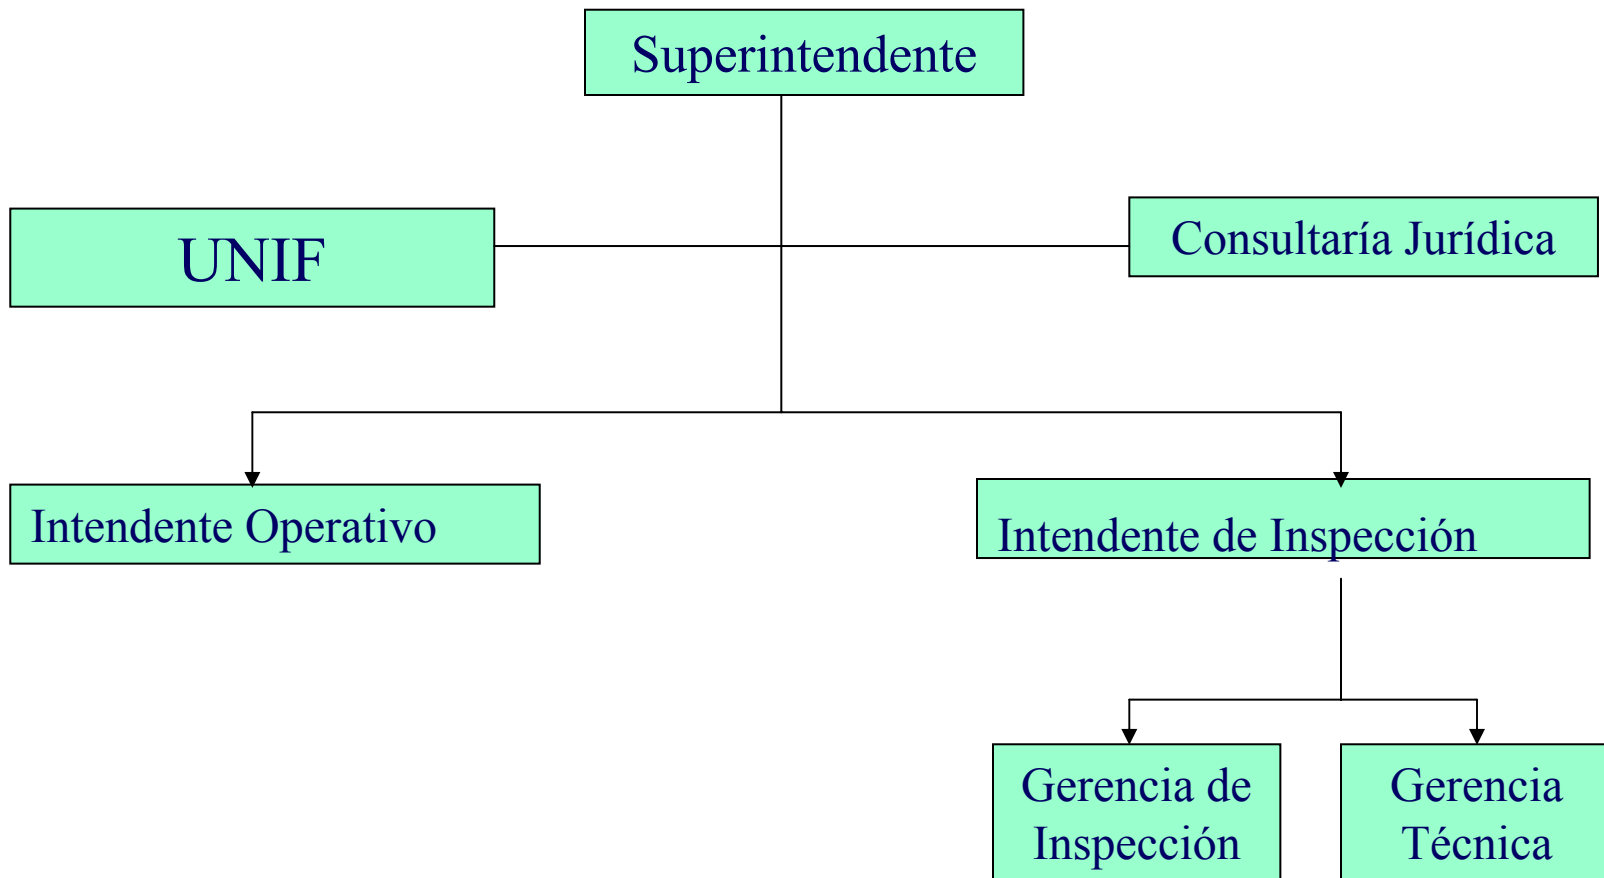 Superintendente
UNIF
Consultaría Jurídica
Intendente Operativo
Intendente de Inspección
Gerencia de
Inspección
Gerencia
Técnica